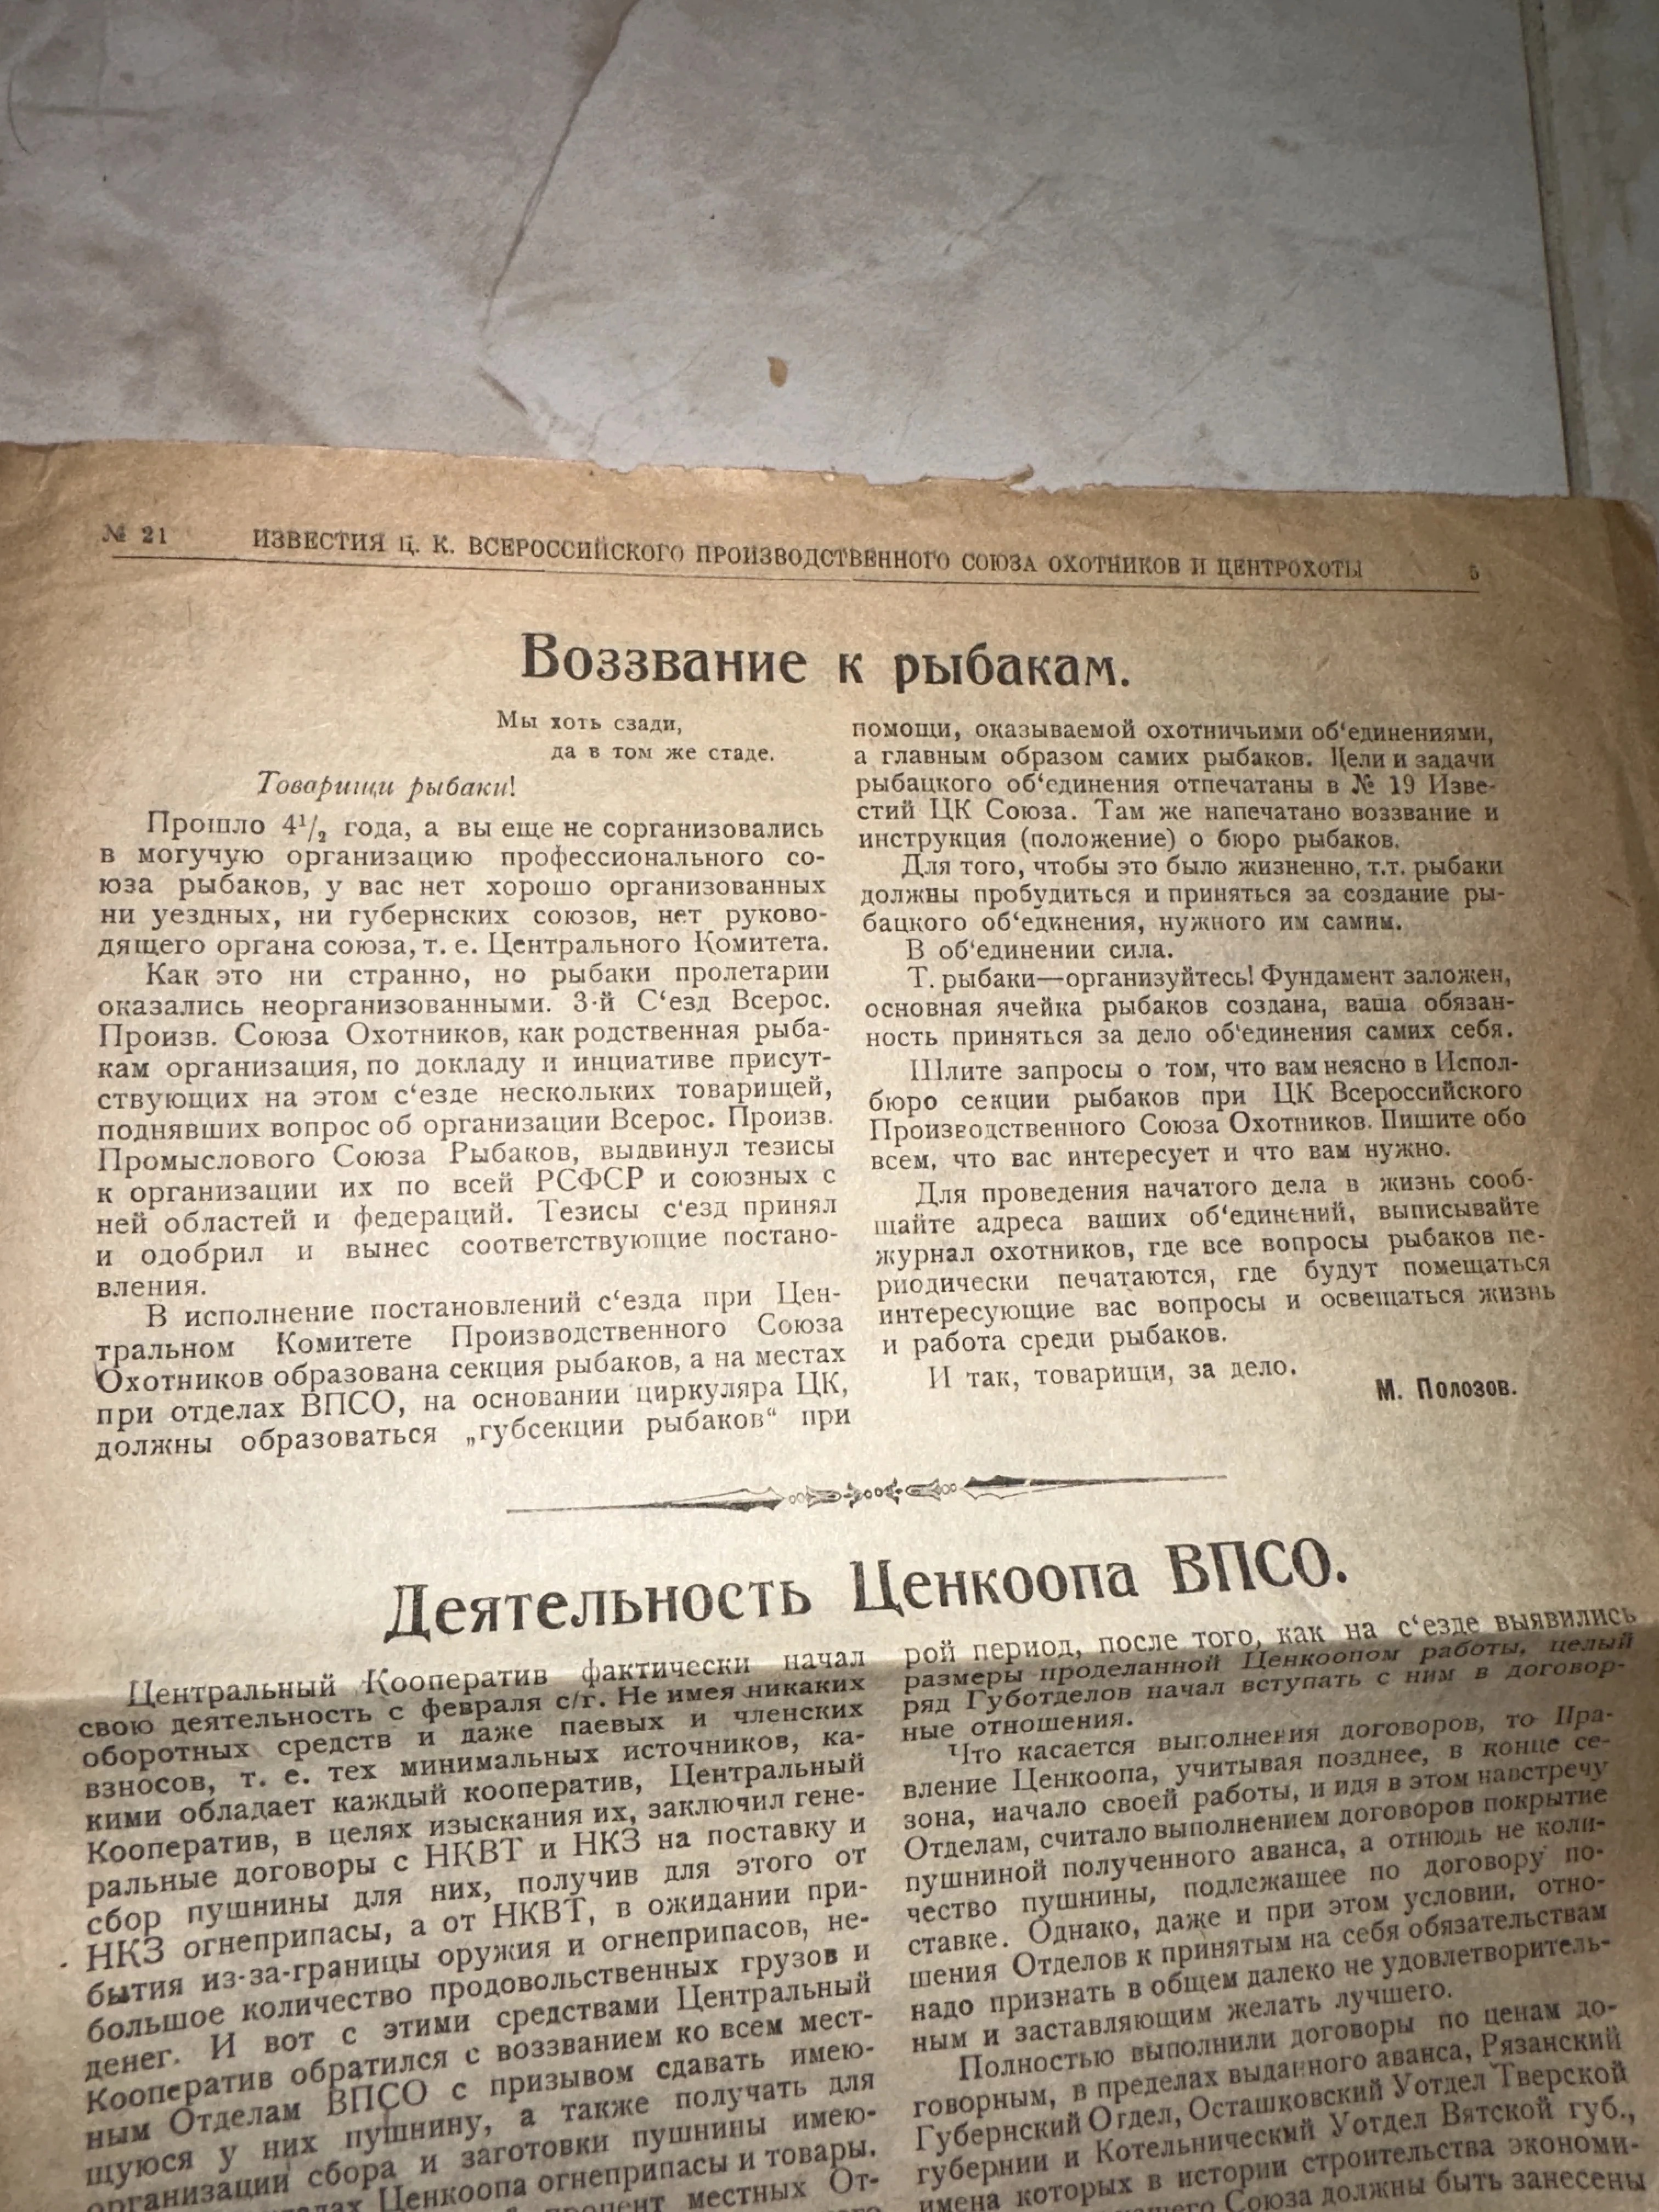 № 21 ИЗВЕСТИЯ Ц. К. ВСЕРОССИЙСКОГО ПРОИЗВОДСТВЕННОГО СОЮЗА ОХОТНИКОВ И ЦЕНТРОХОТЫ 5
Воззвание к рыбакам.
Мы хоть сзади,
да в том же стаде.
Товарищи рыбаки!
Прошло 4¹/₂ года, а вы еще не сорганизовались
в могучую организацию профессионального со-
юза рыбаков, у вас нет хорошо организованных
ни уездных, ни губернских союзов, нет руково-
дящего органа союза, т. е. Центрального Комитета.
Как это ни странно, но рыбаки пролетарии
оказались неорганизованными. 3-й С‘езд Всерос.
Произв. Союза Охотников, как родственная рыба-
кам организация, по докладу и инциативе присут-
ствующих на этом с‘езде нескольких товарищей,
поднявших вопрос об организации Всерос. Произв.
Промыслового Союза Рыбаков, выдвинул тезисы
к организации их по всей РСФСР и союзных с
ней областей и федераций. Тезисы с‘езд принял
и одобрил и вынес соответствующие постано-
вления.
В исполнение постановлений с‘езда при Цен-
тральном Комитете Производственного Союза
Охотников образована секция рыбаков, а на местах
при отделах ВПСО, на основании циркуляра ЦК,
должны образоваться „губсекции рыбаков“ при
помощи, оказываемой охотничьими об‘единениями,
а главным образом самих рыбаков. Цели и задачи
рыбацкого об‘единения отпечатаны в № 19 Изве-
стий ЦК Союза. Там же напечатано воззвание и
инструкция (положение) о бюро рыбаков.
Для того, чтобы это было жизненно, т.т. рыбаки
должны пробудиться и приняться за создание ры-
бацкого об‘единения, нужного им самим.
В об‘единении сила.
Т. рыбаки—организуйтесь! Фундамент заложен,
основная ячейка рыбаков создана, ваша обязан-
ность приняться за дело об‘единения самих себя.
Шлите запросы о том, что вам неясно в Испол-
бюро секции рыбаков при ЦК Всероссийского
Производственного Союза Охотников. Пишите обо
всем, что вас интересует и что вам нужно.
Для проведения начатого дела в жизнь сооб-
щайте адреса ваших об‘единений, выписывайте
журнал охотников, где все вопросы рыбаков пе-
риодически печатаются, где будут помещаться
интересующие вас вопросы и освещаться жизнь
и работа среди рыбаков.
И так, товарищи, за дело.
М. Полозов.
Деятельность Ценкоопа ВПСО.
Центральный Кооператив фактически начал
свою деятельность с февраля с/г. Не имея никаких
оборотных средств и даже паевых и членских
взносов, т. е. тех минимальных источников, ка-
кими обладает каждый кооператив, Центральный
Кооператив, в целях изыскания их, заключил гене-
ральные договоры с НКВТ и НКЗ на поставку и
сбор пушнины для них, получив для этого от
НКЗ огнеприпасы, а от НКВТ, в ожидании при-
бытия из-за-границы оружия и огнеприпасов, не-
большое количество продовольственных грузов и
денег. И вот с этими средствами Центральный
Кооператив обратился с воззванием ко всем мест-
ным Отделам ВПСО с призывом сдавать имею-
щуюся у них пушнину, а также получать для
организации сбора и заготовки пушнины имею-
Ценкоопа огнеприпасы и товары.
процент местных От-
рой период, после того, как на с‘езде выявились
размеры проделанной Ценкоопом работы, целый
ряд Губотделов начал вступать с ним в договор-
ные отношения.
Что касается выполнения договоров, то Пра-
вление Ценкоопа, учитывая позднее, в конце се-
зона, начало своей работы, и идя в этом навстречу
Отделам, считало выполнением договоров покрытие
пушниной полученного аванса, а отнюдь не коли-
чество пушнины, подлежащее по договору по-
ставке. Однако, даже и при этом условии, отно-
шения Отделов к принятым на себя обязательствам
надо признать в общем далеко не удовлетворитель-
ным и заставляющим желать лучшего.
Полностью выполнили договоры по ценам до-
говорным, в пределах выданного аванса, Рязанский
Губернский Отдел, Осташковский Уотдел Тверской
губернии и Котельнический Уотдел Вятской губ.,
имена которых в истории строительства экономи-
Союза должны быть занесены